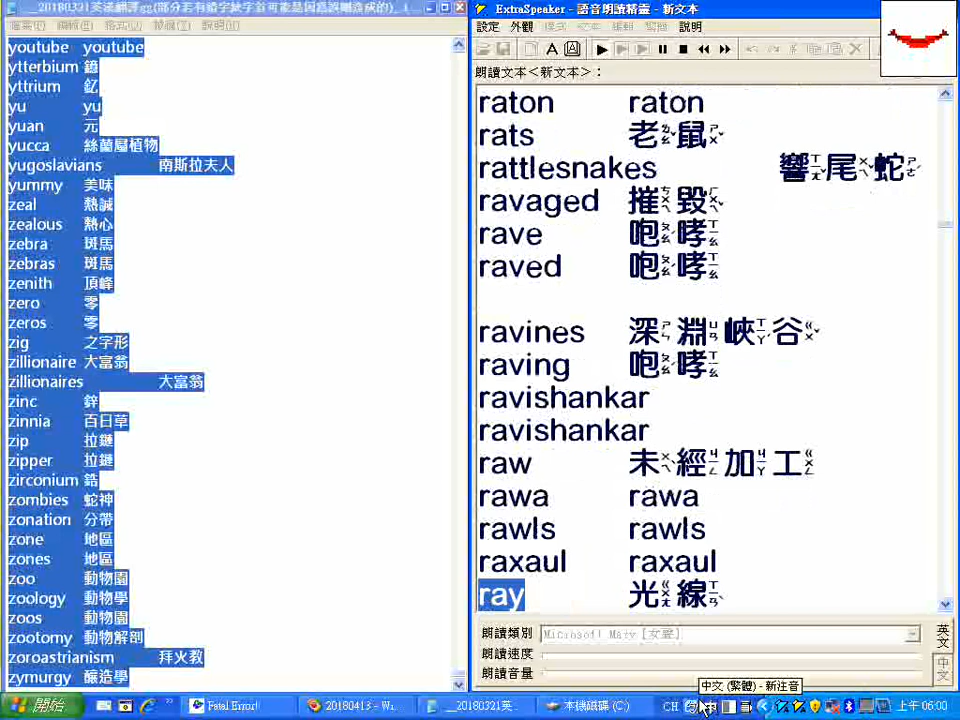 youtube youtube
ytterbium 鐿
yttrium 釔
yu yu
yuan 元
yucca 絲蘭屬植物
yugoslavians 南斯拉夫人
yummy 美味
zeal 熱誠
zealous 熱心
zebra 斑馬
zebras 斑馬
zenith 頂峰
zero 零
zeros 零
zig 之字形
zillionaire 大富翁
zillionaires 大富翁
zinc 鋅
zinnia 百日草
zip 拉鏈
zipper 拉鏈
zirconium 鋯
zombies 蛇神
zonation 分帶
zone 地區
zones 地區
zoo 動物園
zoology 動物學
zoos 動物園
zootomy 動物解剖
zoroastrianism 拜火教
zymurgy 釀造學
ExtraSpeaker - 語音朗讀精靈 - 新文本
設定 外觀 說明
朗讀文本<新文本>：
raton raton
rats 老鼠
rattlesnakes 響尾蛇
ravaged 摧毀
rave 咆哮
raved 咆哮
ravines 深淵峽谷
raving 咆哮
ravishankar
ravishankar
raw 未經加工
rawa rawa
rawls rawls
raxaul raxaul
ray 光線
朗讀類別 Microsoft Mary [女聲]
朗讀速度
朗讀音量
英文
中文
中文 (繁體) - 新注音
開始
Fatel Error!
20180413 - Wi...
__20180321英...
本機磁碟 (C:)
CH
上午 06:00